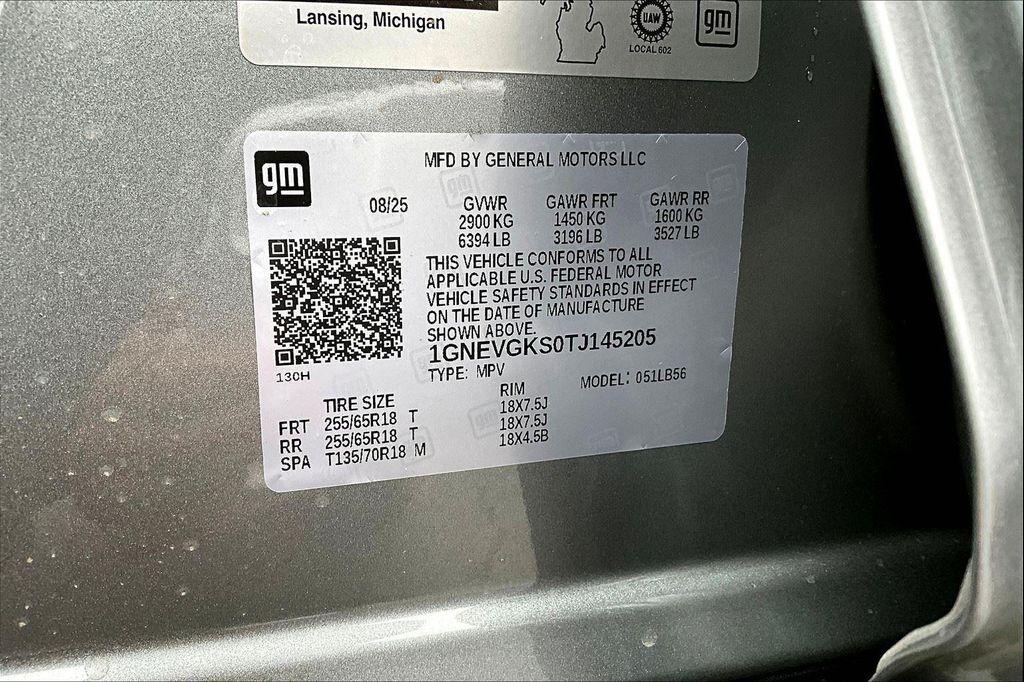 Lansing, Michigan
UAW
LOCAL 602
gm
gm
MFD BY GENERAL MOTORS LLC
08/25
GVWR GAWR FRT GAWR RR
2900 KG 1450 KG 1600 KG
6394 LB 3196 LB 3527 LB
THIS VEHICLE CONFORMS TO ALL
APPLICABLE U.S. FEDERAL MOTOR
VEHICLE SAFETY STANDARDS IN EFFECT
ON THE DATE OF MANUFACTURE
SHOWN ABOVE.
1GNEVGKS0TJ145205
130H
TYPE: MPV MODEL: 051LB56
TIRE SIZE RIM
FRT 255/65R18 T 18X7.5J
RR 255/65R18 T 18X7.5J
SPA T135/70R18 M 18X4.5B